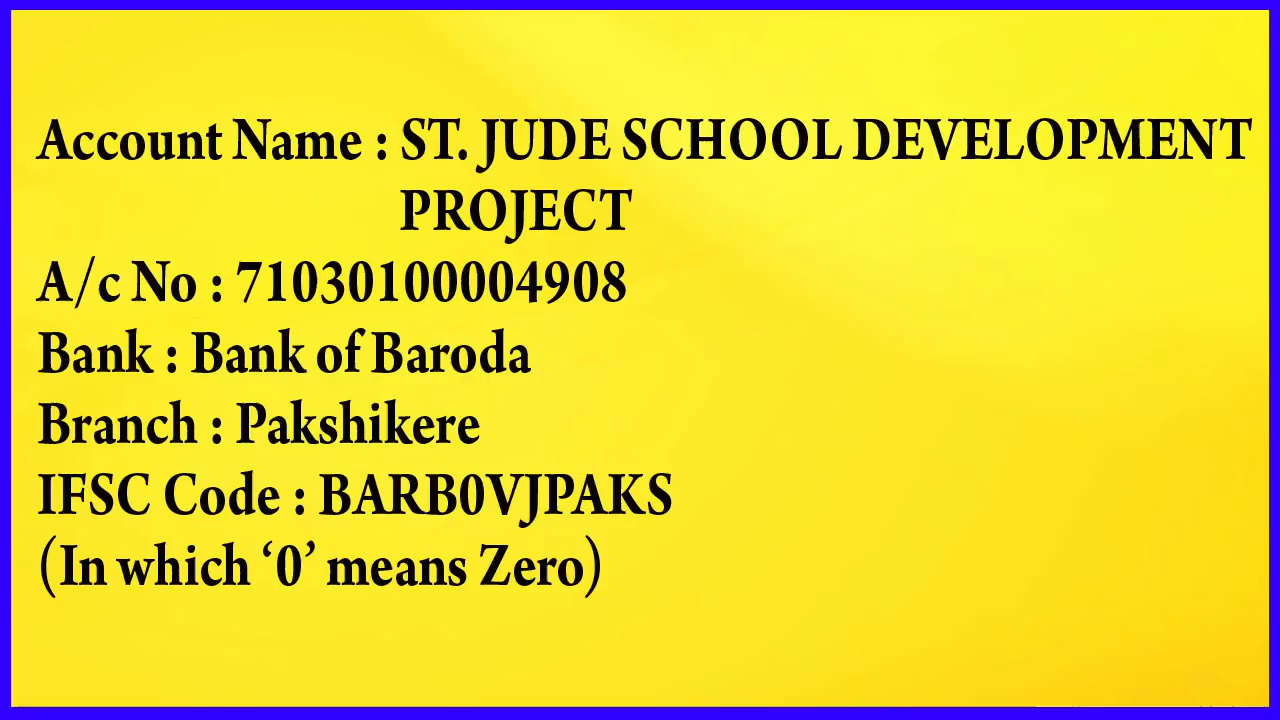 Account Name : ST. JUDE SCHOOL DEVELOPMENT
PROJECT
A/c No : 71030100004908
Bank : Bank of Baroda
Branch : Pakshikere
IFSC Code : BARB0VJPAKS
(In which ‘0’ means Zero)